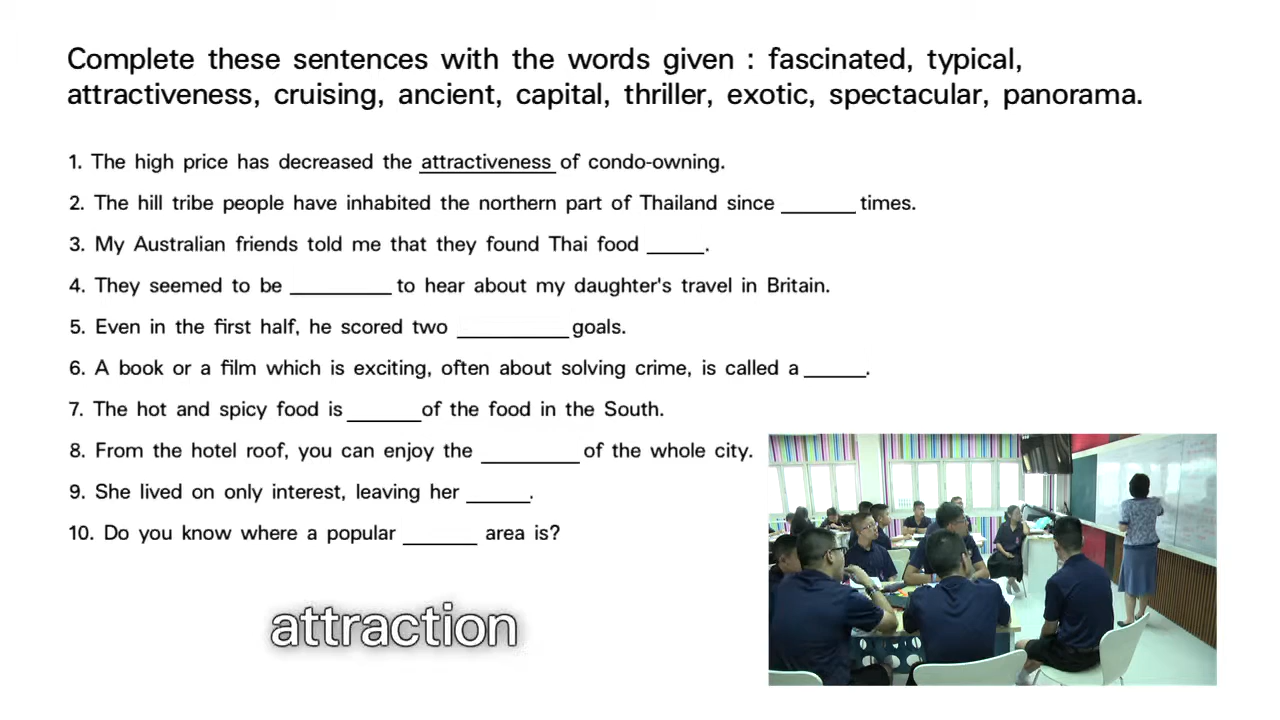 Complete these sentences with the words given : fascinated, typical,
attractiveness, cruising, ancient, capital, thriller, exotic, spectacular, panorama.
1. The high price has decreased the attractiveness of condo-owning.
2. The hill tribe people have inhabited the northern part of Thailand since _______ times.
3. My Australian friends told me that they found Thai food _____.
4. They seemed to be _________ to hear about my daughter's travel in Britain.
5. Even in the first half, he scored two __________ goals.
6. A book or a film which is exciting, often about solving crime, is called a ______.
7. The hot and spicy food is _______ of the food in the South.
8. From the hotel roof, you can enjoy the _________ of the whole city.
9. She lived on only interest, leaving her ______.
10. Do you know where a popular _______ area is?
attraction